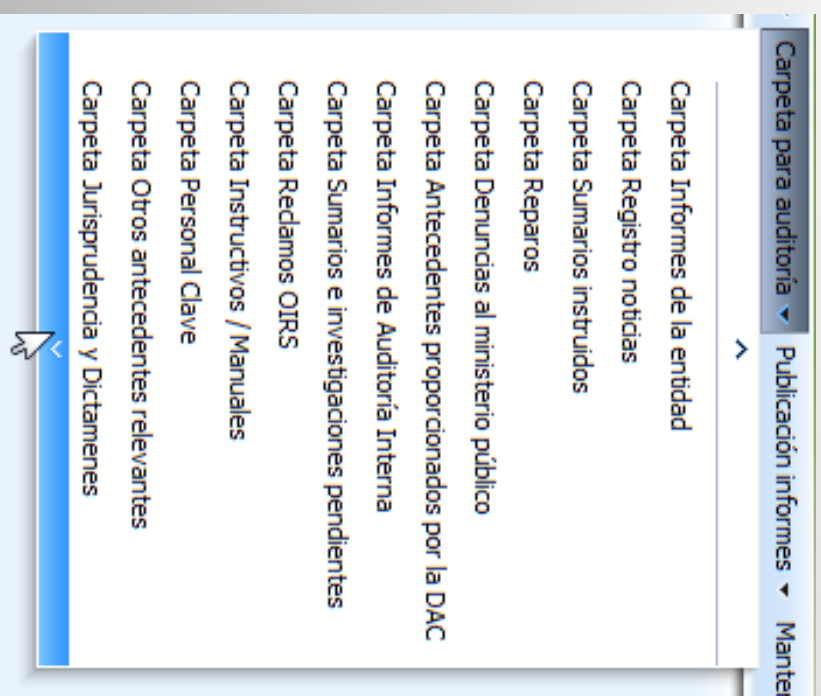 Carpeta para auditoría Publicación informes
Carpeta Informes de la entidad
Carpeta Registro noticias
Carpeta Sumarios instruidos
Carpeta Reparos
Carpeta Denuncias al ministerio público
Carpeta Antecedentes proporcionados por la DAC
Carpeta Informes de Auditoría Interna
Carpeta Sumarios e investigaciones pendientes
Carpeta Reclamos OIRS
Carpeta Instructivos / Manuales
Carpeta Personal Clave
Carpeta Otros antecedentes relevantes
Carpeta Jurisprudencia y Dictamenes